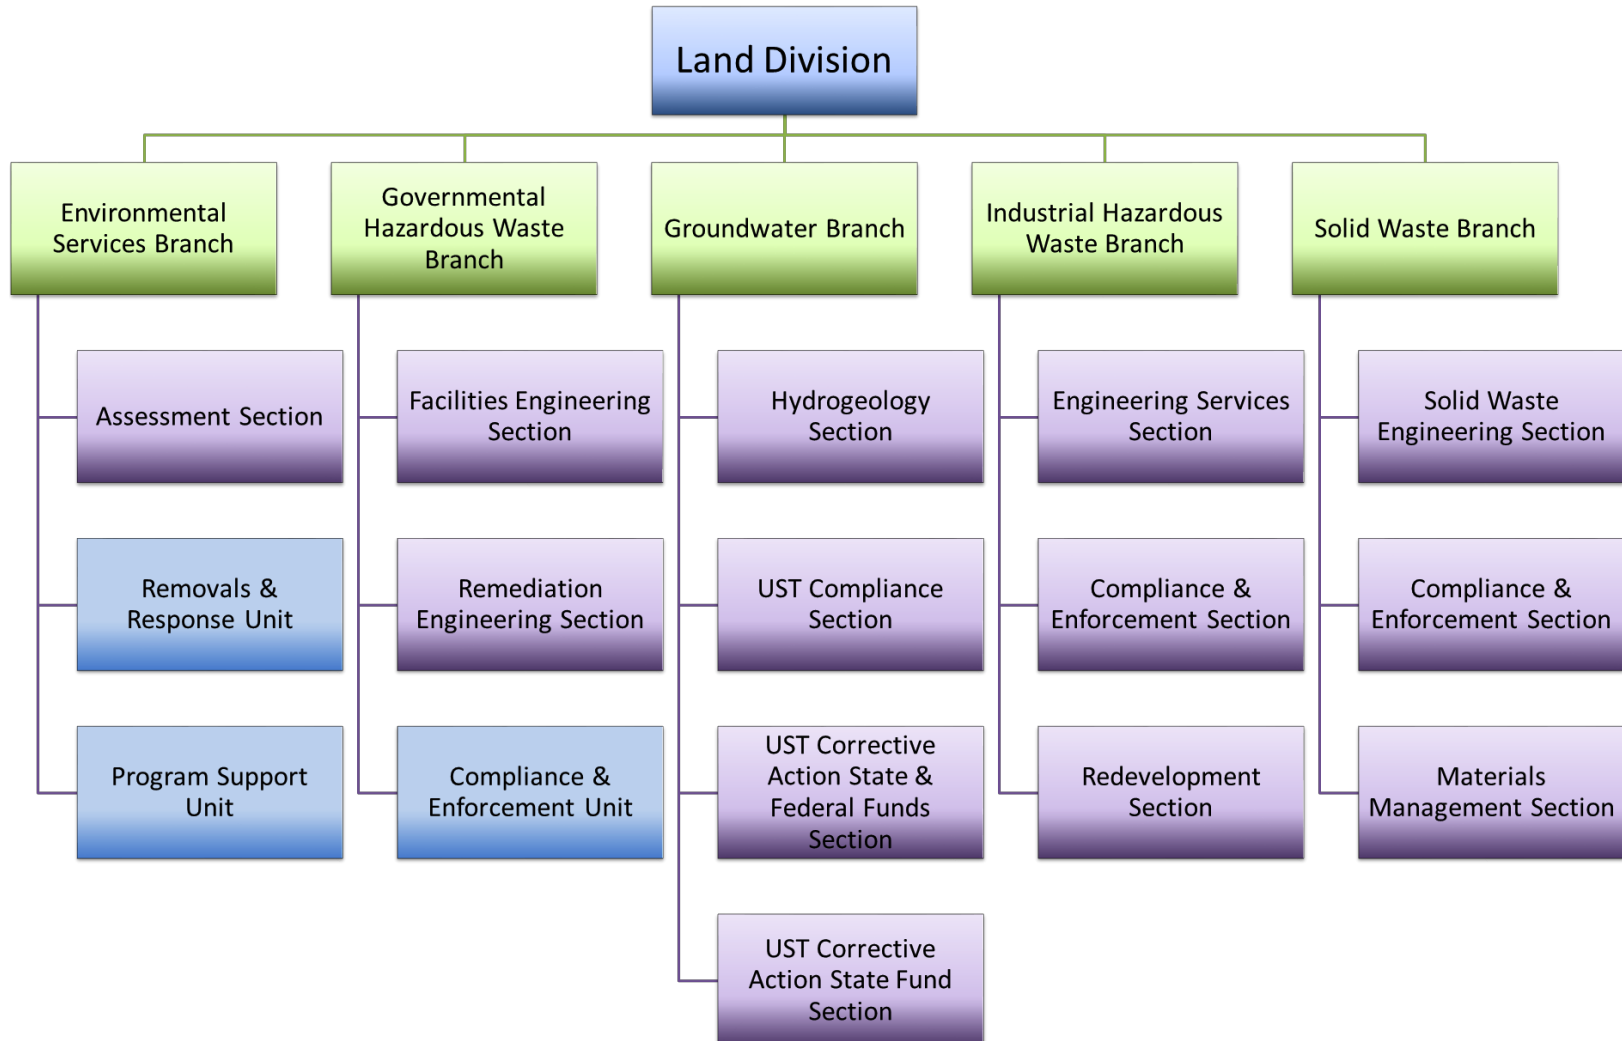 Land Division
Environmental
Services Branch
Governmental
Hazardous Waste
Branch
Groundwater Branch
Industrial Hazardous
Waste Branch
Solid Waste Branch
Assessment Section
Facilities Engineering
Section
Hydrogeology
Section
Engineering Services
Section
Solid Waste
Engineering Section
Removals &
Response Unit
Remediation
Engineering Section
UST Compliance
Section
Compliance &
Enforcement Section
Compliance &
Enforcement Section
Program Support
Unit
Compliance &
Enforcement Unit
UST Corrective
Action State &
Federal Funds
Section
Redevelopment
Section
Materials
Management Section
UST Corrective
Action State Fund
Section